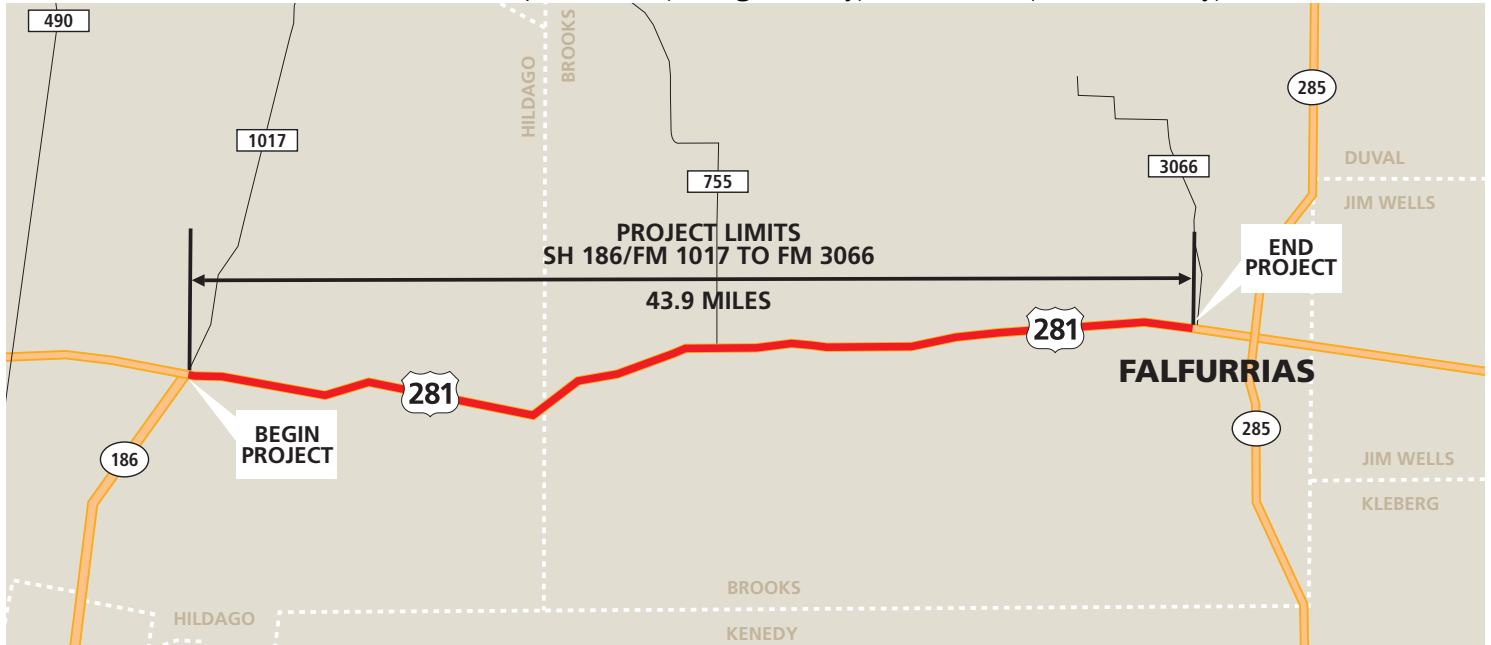 490
1017
HILDAGO
BROOKS
755
3066
285
DUVAL
JIM WELLS
PROJECT LIMITS
SH 186/FM 1017 TO FM 3066
43.9 MILES
END
PROJECT
281
281
FALFURRIAS
BEGIN
PROJECT
186
285
JIM WELLS
KLEBERG
BROOKS
HILDAGO
KENEDY